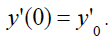 y'(0) = y'₀.